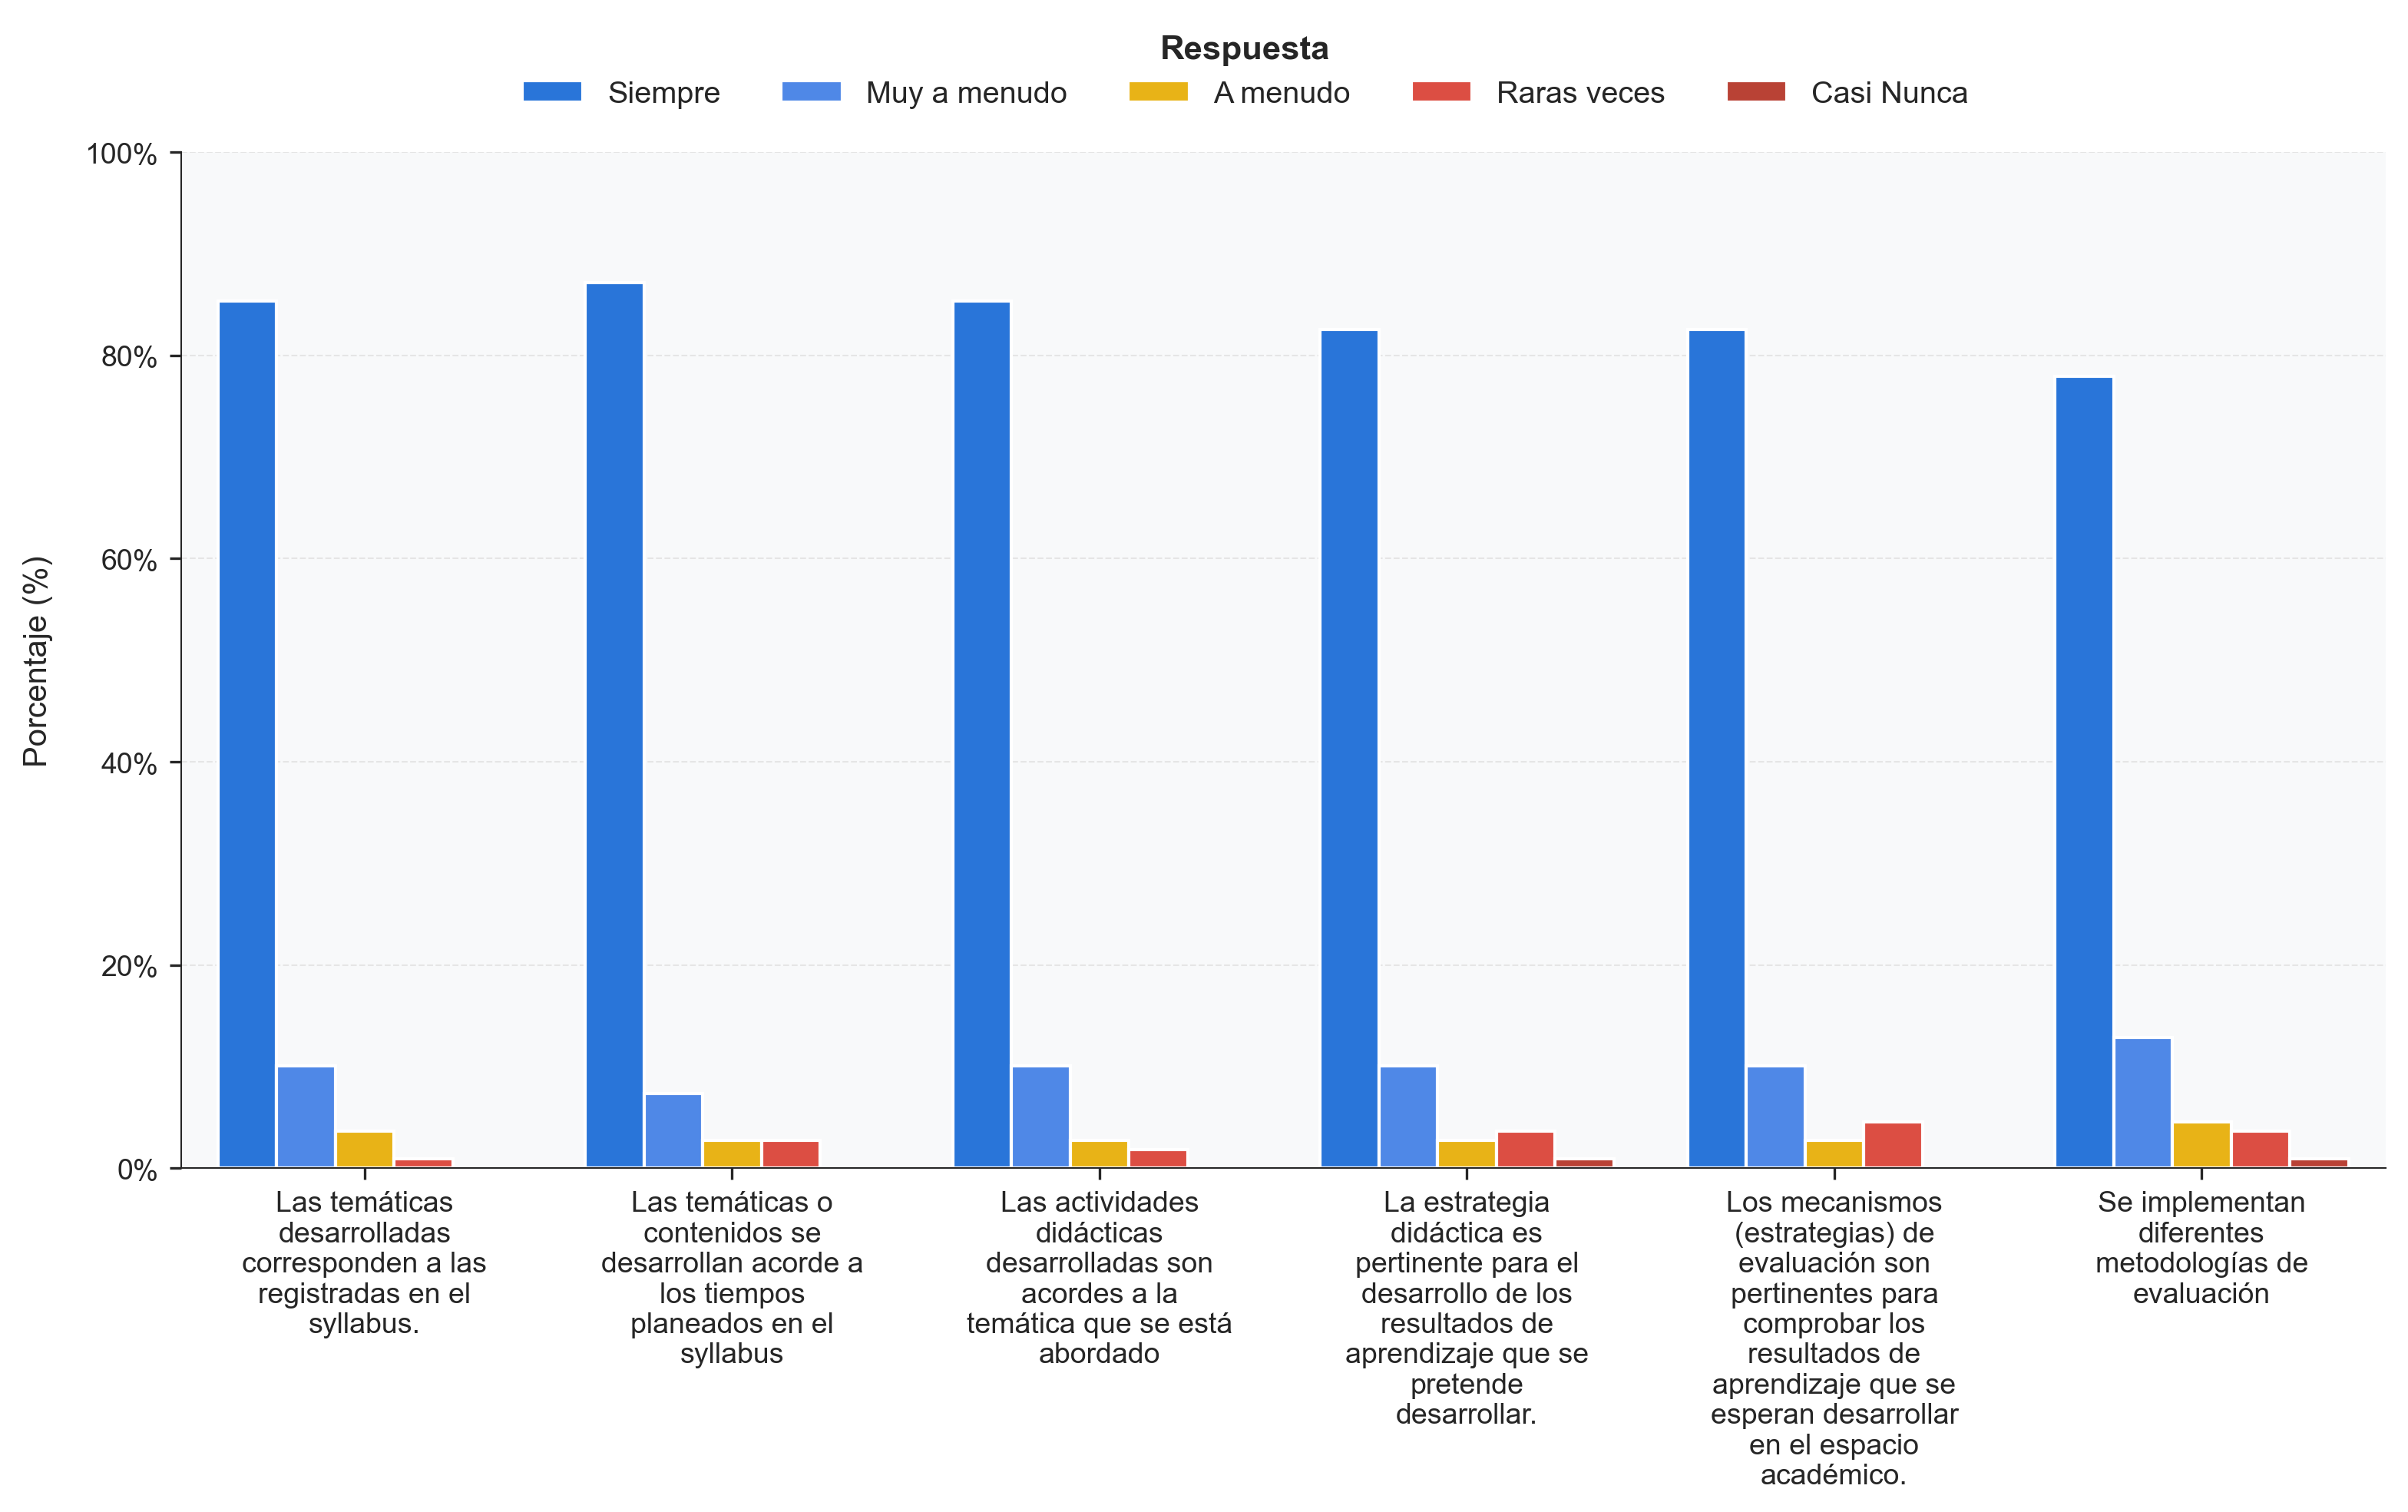 Respuesta
Siempre Muy a menudo A menudo Raras veces Casi Nunca
100%
80%
60%
40%
20%
0%
Porcentaje (%)
Las temáticas
desarrolladas
corresponden a las
registradas en el
syllabus.
Las temáticas o
contenidos se
desarrollan acorde a
los tiempos
planeados en el
syllabus
Las actividades
didácticas
desarrolladas son
acordes a la
temática que se está
abordado
La estrategia
didáctica es
pertinente para el
desarrollo de los
resultados de
aprendizaje que se
pretende
desarrollar.
Los mecanismos
(estrategias) de
evaluación son
pertinentes para
comprobar los
resultados de
aprendizaje que se
esperan desarrollar
en el espacio
académico.
Se implementan
diferentes
metodologías de
evaluación